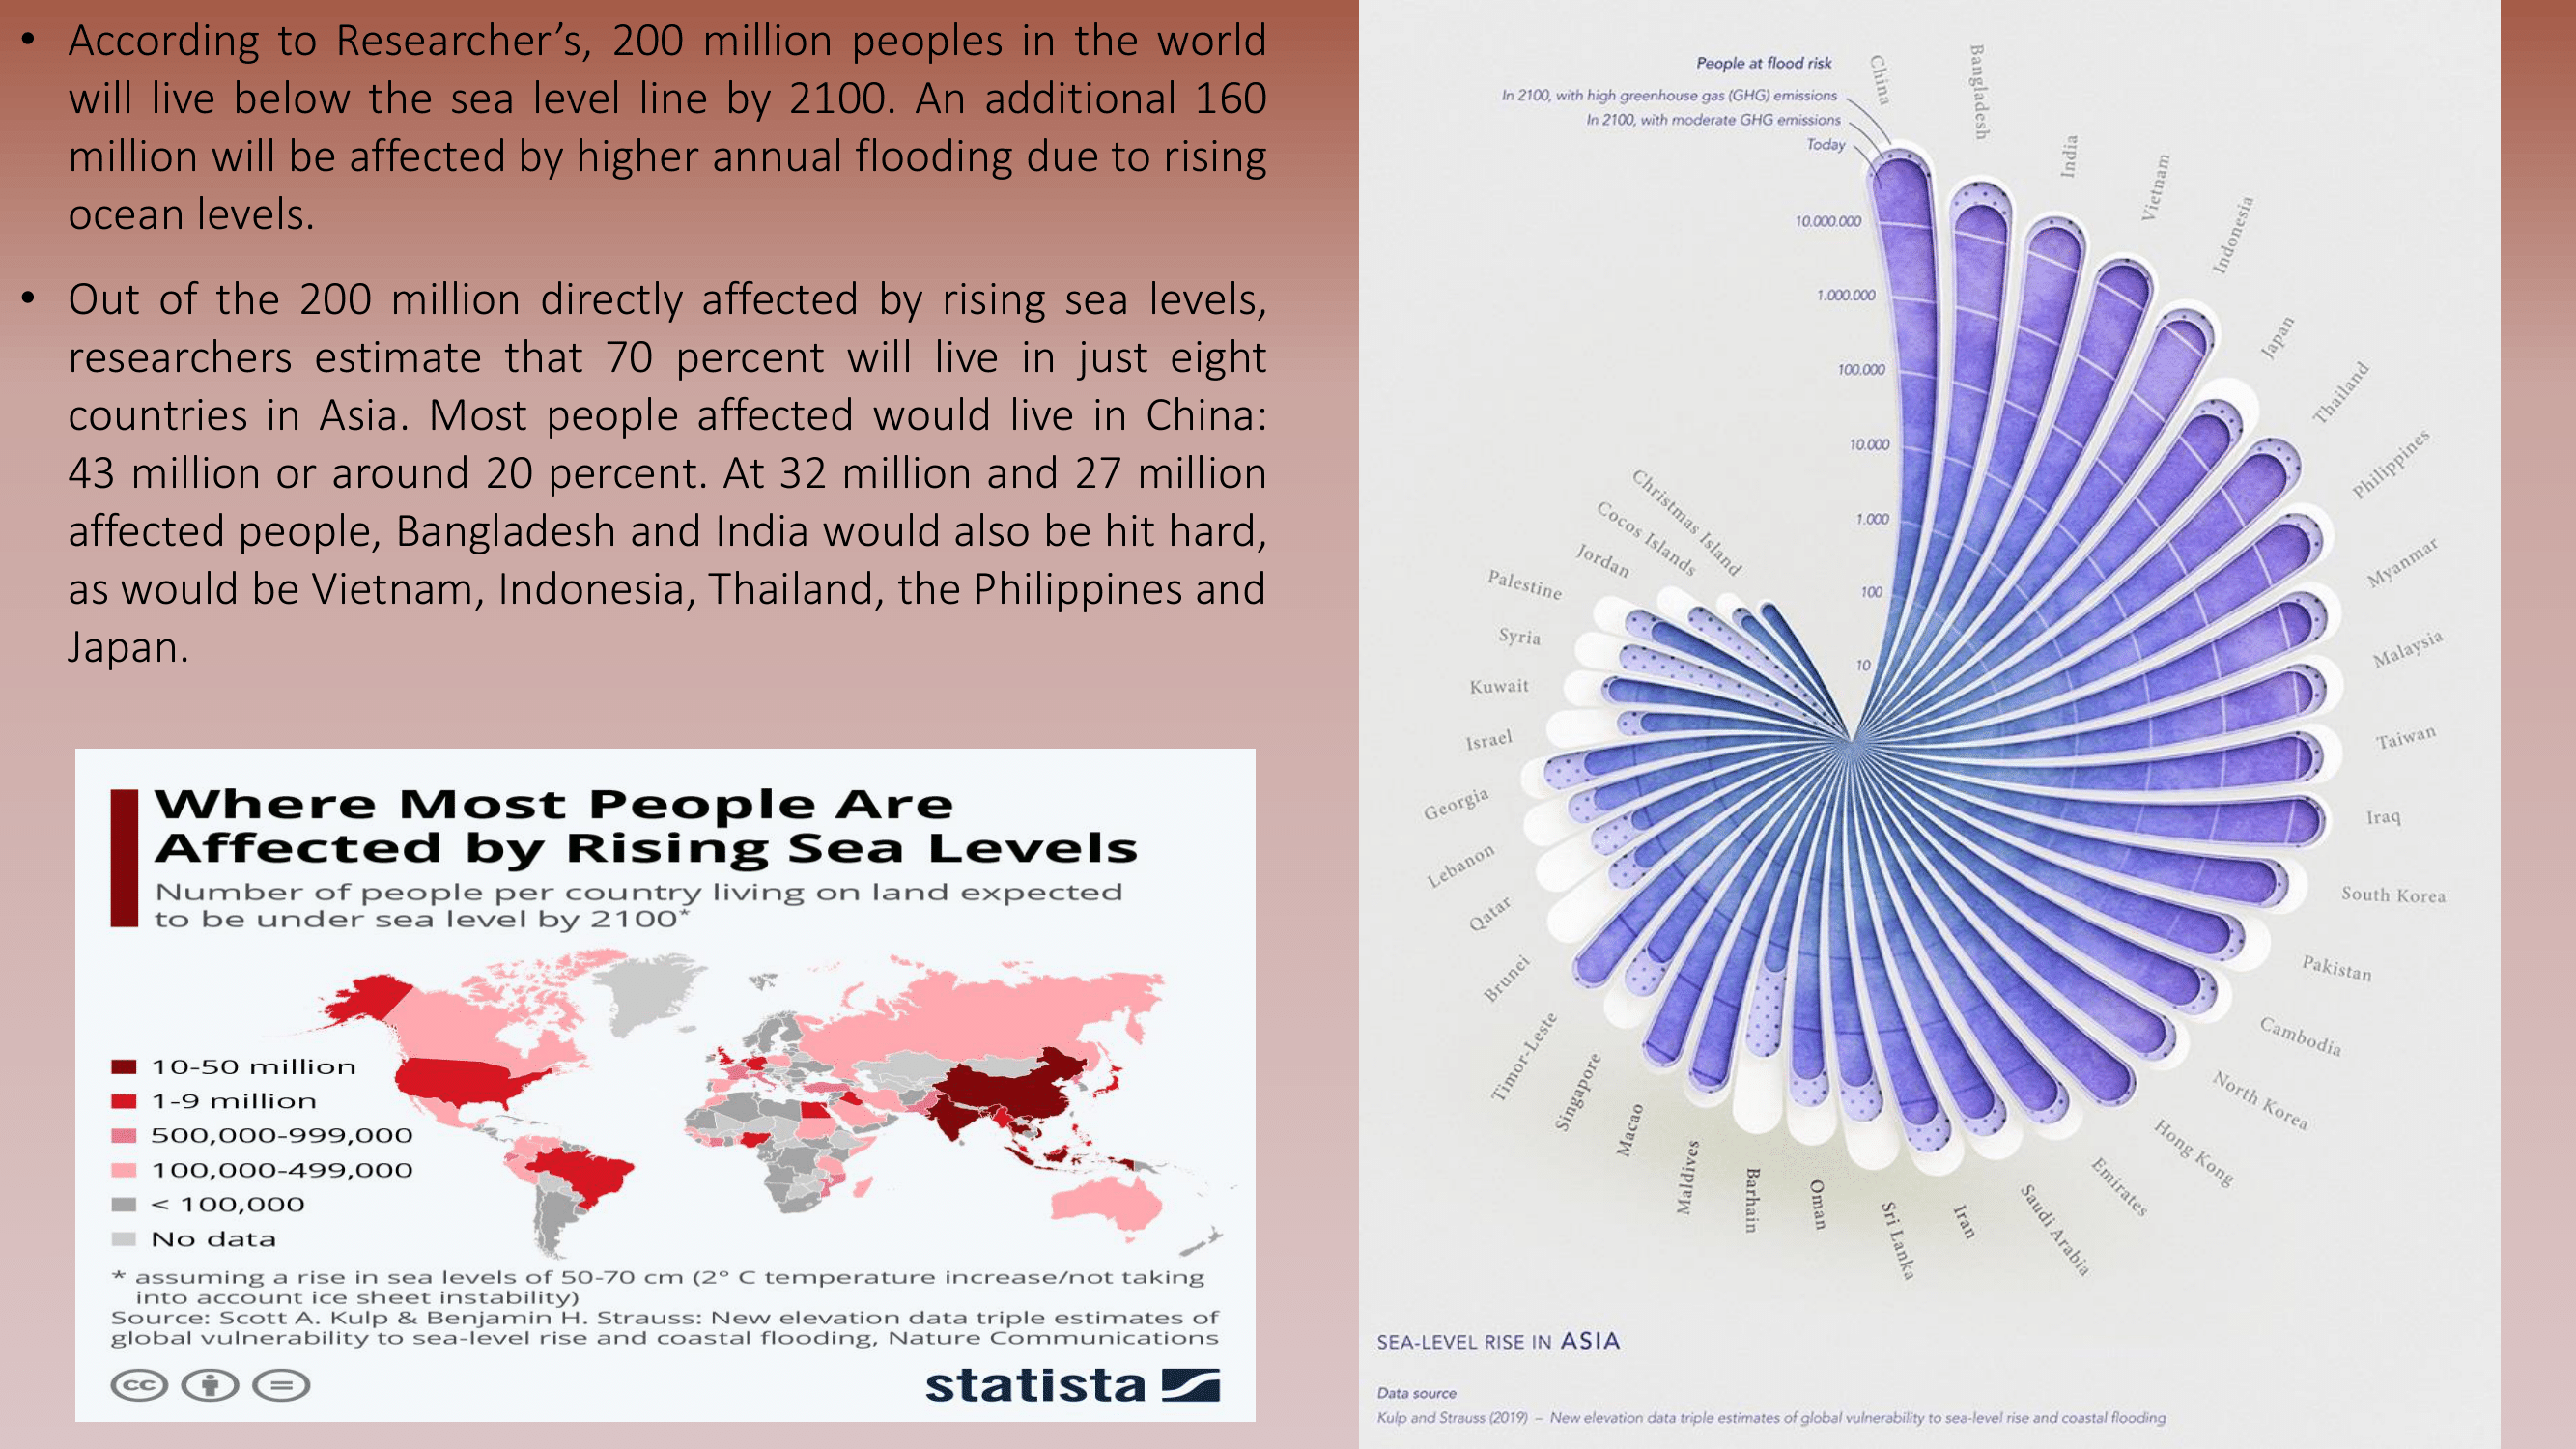 • According to Researcher’s, 200 million peoples in the world
will live below the sea level line by 2100. An additional 160
million will be affected by higher annual flooding due to rising
ocean levels.
• Out of the 200 million directly affected by rising sea levels,
researchers estimate that 70 percent will live in just eight
countries in Asia. Most people affected would live in China:
43 million or around 20 percent. At 32 million and 27 million
affected people, Bangladesh and India would also be hit hard,
as would be Vietnam, Indonesia, Thailand, the Philippines and
Japan.
Where Most People Are
Affected by Rising Sea Levels
Number of people per country living on land expected
to be under sea level by 2100*
10-50 million
1-9 million
500,000-999,000
100,000-499,000
< 100,000
No data
* assuming a rise in sea levels of 50-70 cm (2° C temperature increase/not taking
into account ice sheet instability)
Source: Scott A. Kulp & Benjamin H. Strauss: New elevation data triple estimates of
global vulnerability to sea-level rise and coastal flooding, Nature Communications
cc
statista
People at flood risk
In 2100, with high greenhouse gas (GHG) emissions
In 2100, with moderate GHG emissions
Today
10.000.000
1.000.000
100.000
10.000
1.000
100
10
China
Bangladesh
India
Vietnam
Indonesia
Japan
Thailand
Philippines
Myanmar
Malaysia
Taiwan
Iraq
South Korea
Pakistan
Cambodia
North Korea
Hong Kong
Emirates
Saudi Arabia
Iran
Sri Lanka
Oman
Barhain
Maldives
Macao
Singapore
Timor-Leste
Brunei
Qatar
Lebanon
Georgia
Israel
Kuwait
Syria
Palestine
Jordan
Cocos Islands
Christmas Island
SEA-LEVEL RISE IN ASIA
Data source
Kulp and Strauss (2019) – New elevation data triple estimates of global vulnerability to sea-level rise and coastal flooding